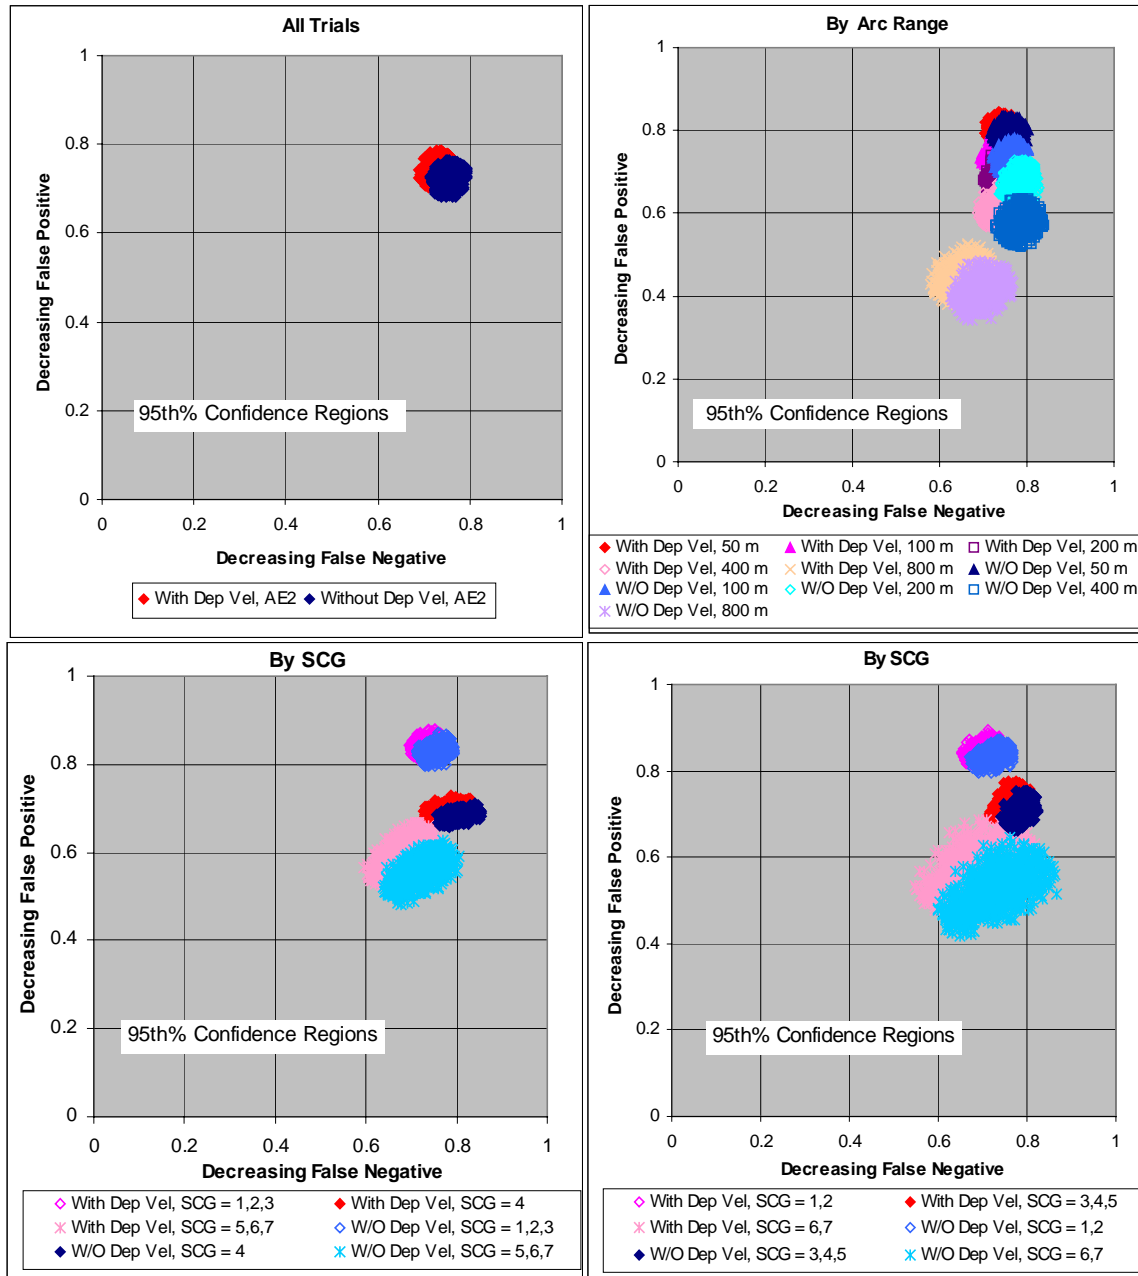 All Trials
1
0.8
0.6
0.4
0.2
0
Decreasing False Positive
95th% Confidence Regions
0 0.2 0.4 0.6 0.8 1
Decreasing False Negative
With Dep Vel, AE2 Without Dep Vel, AE2
By Arc Range
1
0.8
0.6
0.4
0.2
0
Decreasing False Positive
95th% Confidence Regions
0 0.2 0.4 0.6 0.8 1
Decreasing False Negative
With Dep Vel, 50 m With Dep Vel, 100 m With Dep Vel, 200 m
With Dep Vel, 400 m With Dep Vel, 800 m W/O Dep Vel, 50 m
W/O Dep Vel, 100 m W/O Dep Vel, 200 m W/O Dep Vel, 400 m
W/O Dep Vel, 800 m
By SCG
1
0.8
0.6
0.4
0.2
0
Decreasing False Positive
95th% Confidence Regions
0 0.2 0.4 0.6 0.8 1
Decreasing False Negative
With Dep Vel, SCG = 1,2,3 With Dep Vel, SCG = 4
With Dep Vel, SCG = 5,6,7 W/O Dep Vel, SCG = 1,2,3
W/O Dep Vel, SCG = 4 W/O Dep Vel, SCG = 5,6,7
By SCG
1
0.8
0.6
0.4
0.2
0
Decreasing False Positive
95th% Confidence Regions
0 0.2 0.4 0.6 0.8 1
Decreasing False Negative
With Dep Vel, SCG = 1,2 With Dep Vel, SCG = 3,4,5
With Dep Vel, SCG = 6,7 W/O Dep Vel, SCG = 1,2
W/O Dep Vel, SCG = 3,4,5 W/O Dep Vel, SCG = 6,7